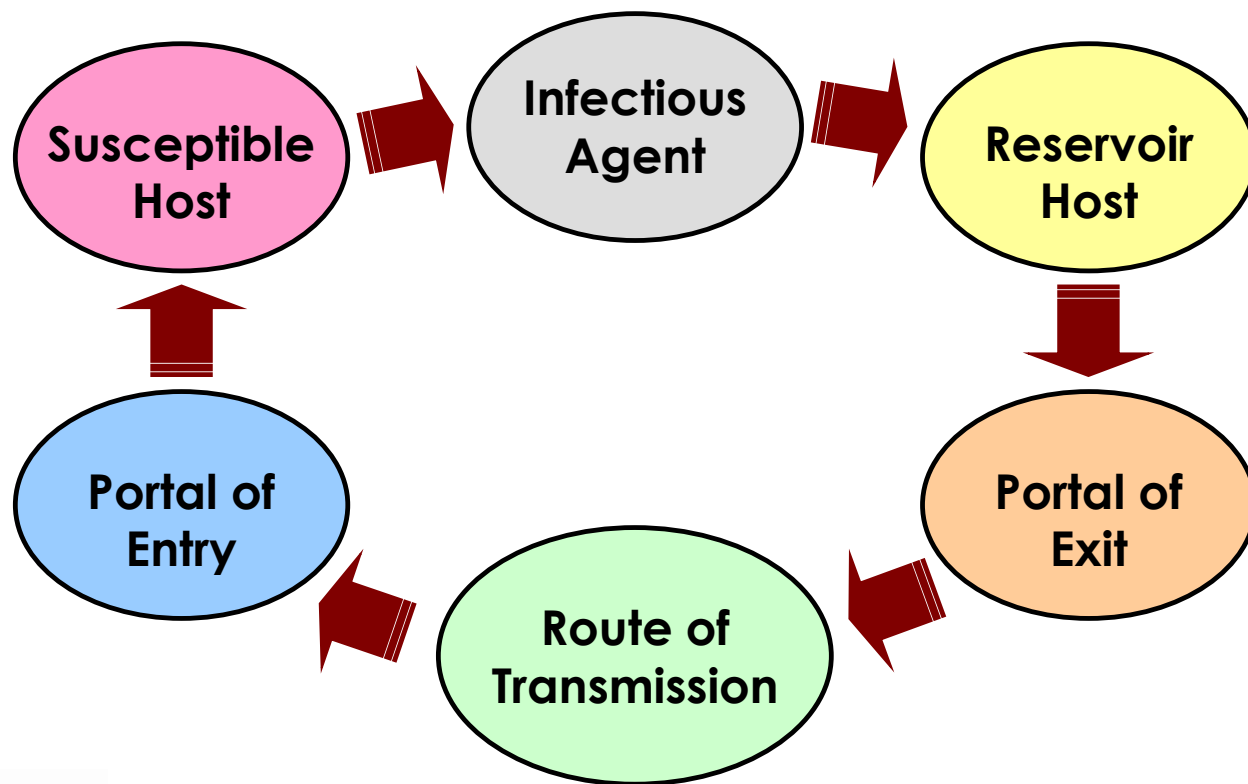 Infectious
Agent
Reservoir
Host
Portal of
Exit
Route of
Transmission
Portal of
Entry
Susceptible
Host